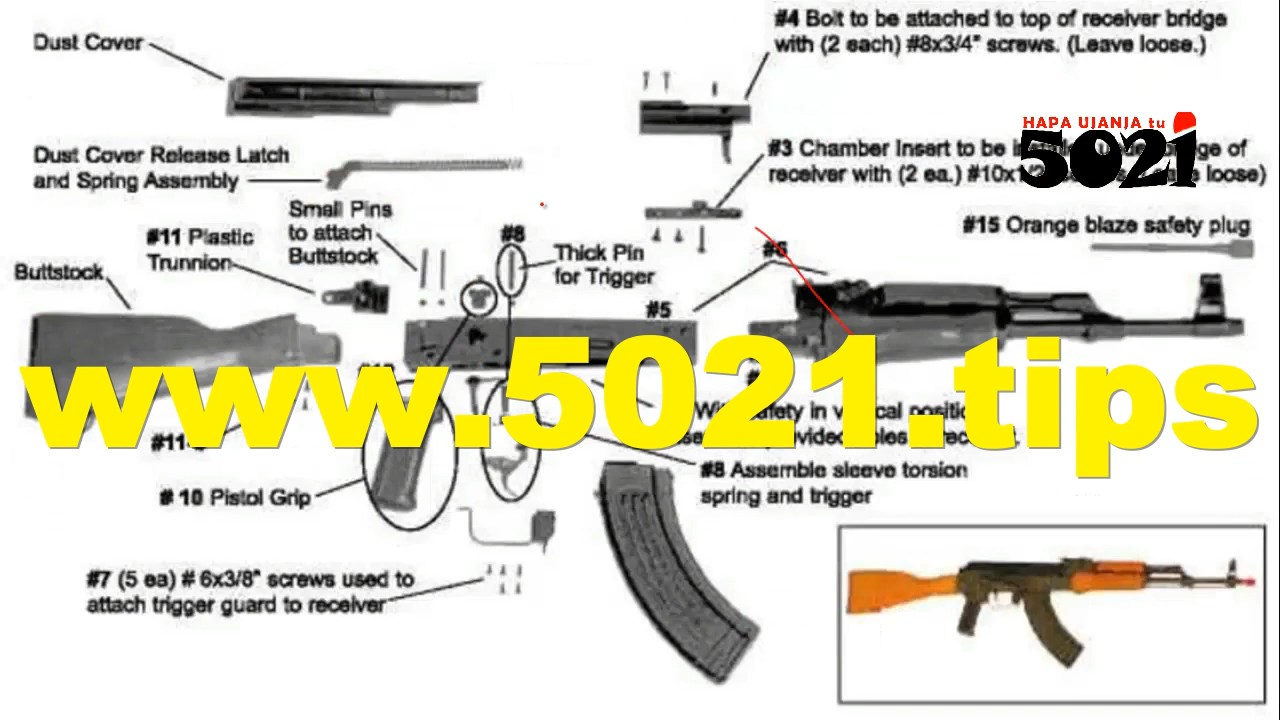 Dust Cover
#4 Bolt to be attached to top of receiver bridge
with (2 each) #8x3/4" screws. (Leave loose.)
HAPA UJANJA tu
5021
Dust Cover Release Latch
and Spring Assembly
#3 Chamber Insert to be
of
receiver with (2 ea.)
loose)
Small Pins
to attach
Buttstock
#8
Thick Pin
for Trigger
#11 Plastic
Trunnion
#15 Orange blaze safety plug
#6
Buttstock
#5
www.5021.tips
#8 Assemble sleeve torsion
spring and trigger
# 10 Pistol Grip
#7 (5 ea) # 6x3/8" screws used to
attach trigger guard to receiver